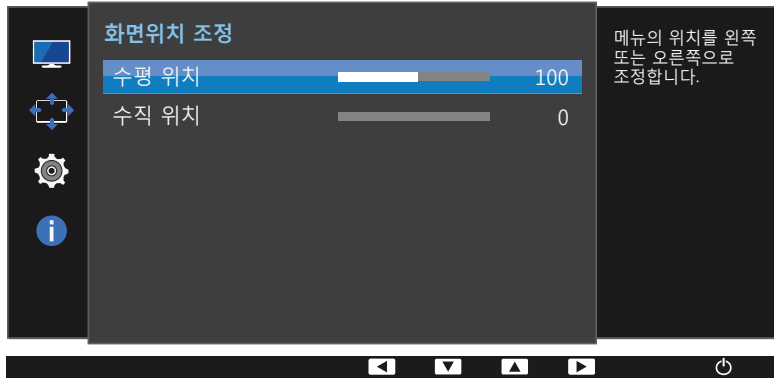 화면위치 조정
수평 위치 100
수직 위치 0
메뉴의 위치를 왼쪽
또는 오른쪽으로
조정합니다.